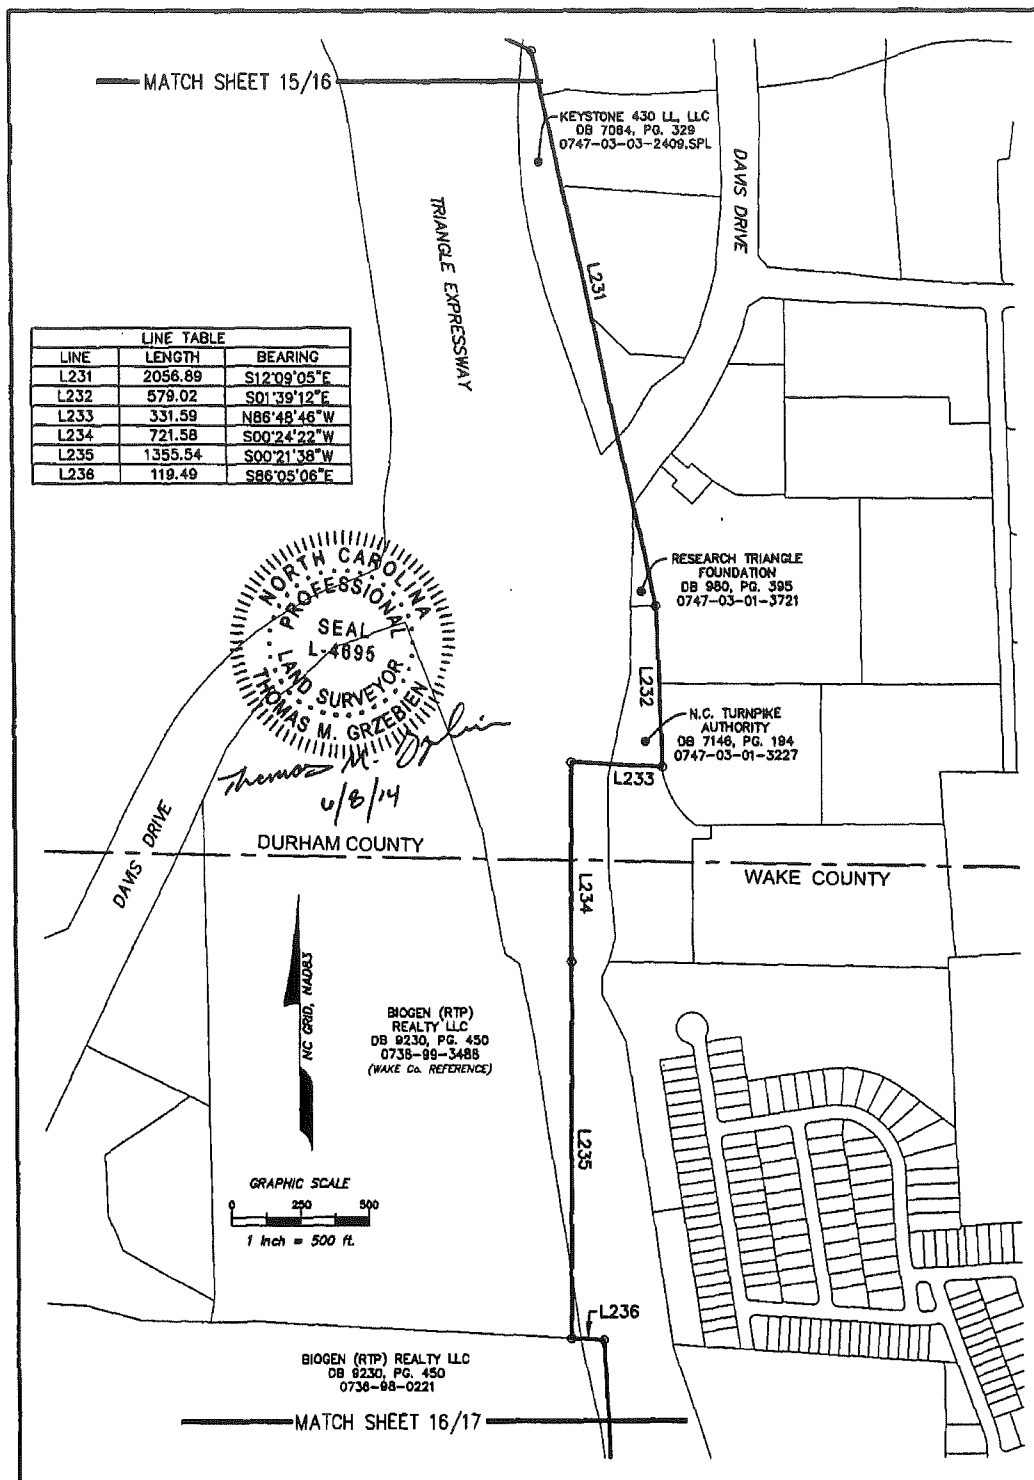 MATCH SHEET 15/16
KEYSTONE 430 LL, LLC
DB 7084, PG. 329
0747-03-03-2409.SPL
DAVIS DRIVE
TRIANGLE EXPRESSWAY
L231
LINE TABLE
LINE LENGTH BEARING
L231 2056.89 S12°09'05"E
L232 579.02 S01°39'12"E
L233 331.59 N86°48'46"W
L234 721.58 S00°24'22"W
L235 1355.54 S00°21'38"W
L236 119.49 S86°05'06"E
NORTH CAROLINA
PROFESSIONAL
SEAL
L-4695
LAND SURVEYOR
THOMAS M. GRZEBIEN
RESEARCH TRIANGLE
FOUNDATION
DB 980, PG. 395
0747-03-01-3721
L232
N.C. TURNPIKE
AUTHORITY
DB 7146, PG. 194
0747-03-01-3227
L233
Thomas M.
6/8/14
DAVIS DRIVE
DURHAM COUNTY
WAKE COUNTY
L234
NC GRID, NAD83
BIOGEN (RTP)
REALTY LLC
DB 9230, PG. 450
0736-99-3486
(WAKE Co. REFERENCE)
L235
GRAPHIC SCALE
0 250 500
1 inch = 500 ft.
L236
BIOGEN (RTP) REALTY LLC
DB 9230, PG. 450
0736-98-0221
MATCH SHEET 16/17